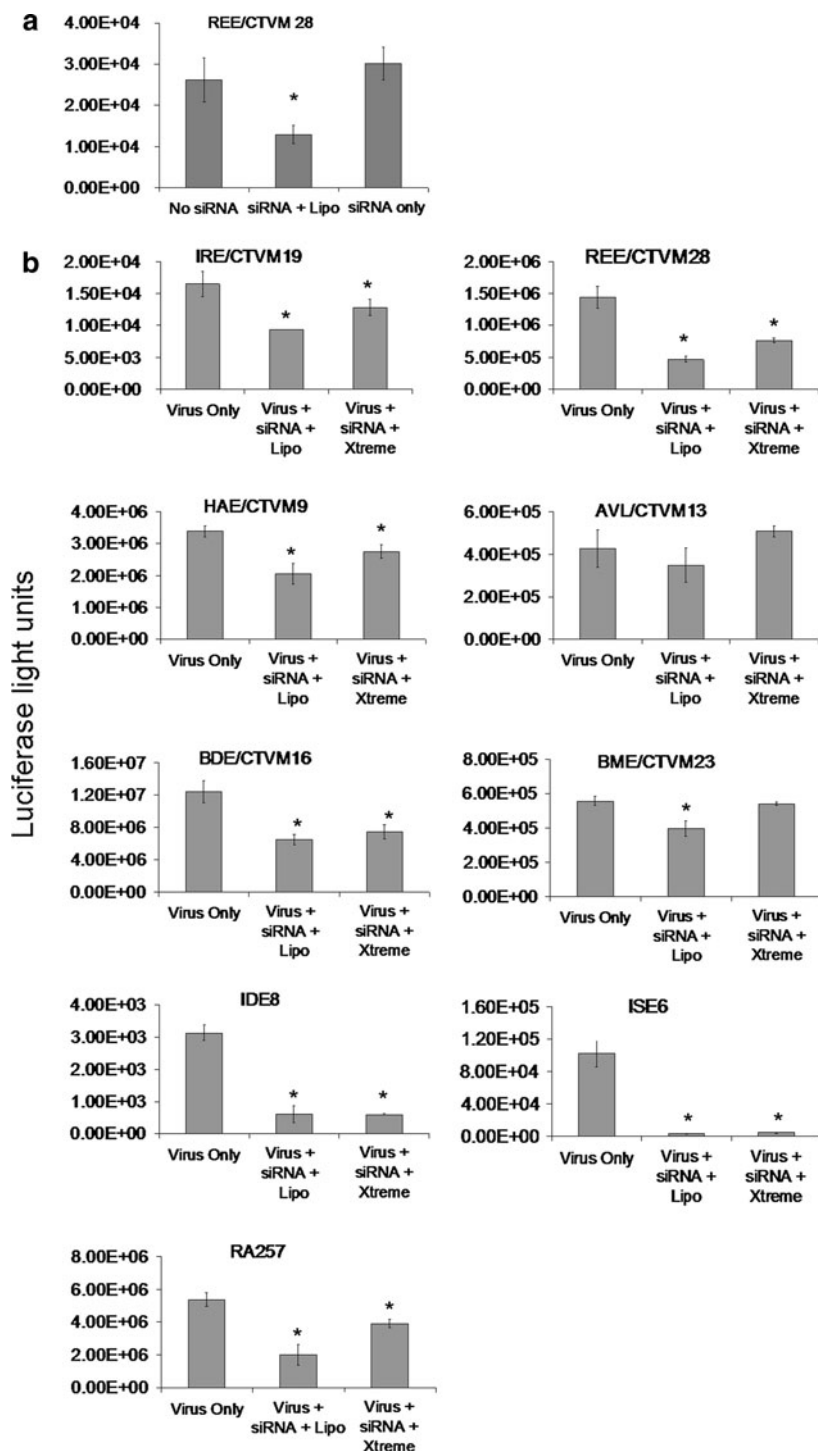 a
REE/CTVM 28
4.00E+04
3.00E+04
2.00E+04
1.00E+04
0.00E+00
No siRNA
siRNA + Lipo
siRNA only
b
Luciferase light units
IRE/CTVM19
2.00E+04
1.50E+04
1.00E+04
5.00E+03
0.00E+00
Virus Only
Virus +
siRNA +
Lipo
Virus +
siRNA +
Xtreme
REE/CTVM28
2.00E+06
1.50E+06
1.00E+06
5.00E+05
0.00E+00
Virus Only
Virus +
siRNA +
Lipo
Virus +
siRNA +
Xtreme
HAE/CTVM9
4.00E+06
3.00E+06
2.00E+06
1.00E+06
0.00E+00
Virus Only
Virus +
siRNA +
Lipo
Virus +
siRNA +
Xtreme
AVL/CTVM13
6.00E+05
4.00E+05
2.00E+05
0.00E+00
Virus Only
Virus +
siRNA +
Lipo
Virus +
siRNA +
Xtreme
BDE/CTVM16
1.60E+07
1.20E+07
8.00E+06
4.00E+06
0.00E+00
Virus Only
Virus +
siRNA +
Lipo
Virus +
siRNA +
Xtreme
BME/CTVM23
8.00E+05
6.00E+05
4.00E+05
2.00E+05
0.00E+00
Virus Only
Virus +
siRNA +
Lipo
Virus +
siRNA +
Xtreme
IDE8
4.00E+03
3.00E+03
2.00E+03
1.00E+03
0.00E+00
Virus Only
Virus +
siRNA +
Lipo
Virus +
siRNA +
Xtreme
ISE6
1.60E+05
1.20E+05
8.00E+04
4.00E+04
0.00E+00
Virus Only
Virus +
siRNA +
Lipo
Virus +
siRNA +
Xtreme
RA257
8.00E+06
6.00E+06
4.00E+06
2.00E+06
0.00E+00
Virus Only
Virus +
siRNA + Lipo
Virus +
siRNA +
Xtreme